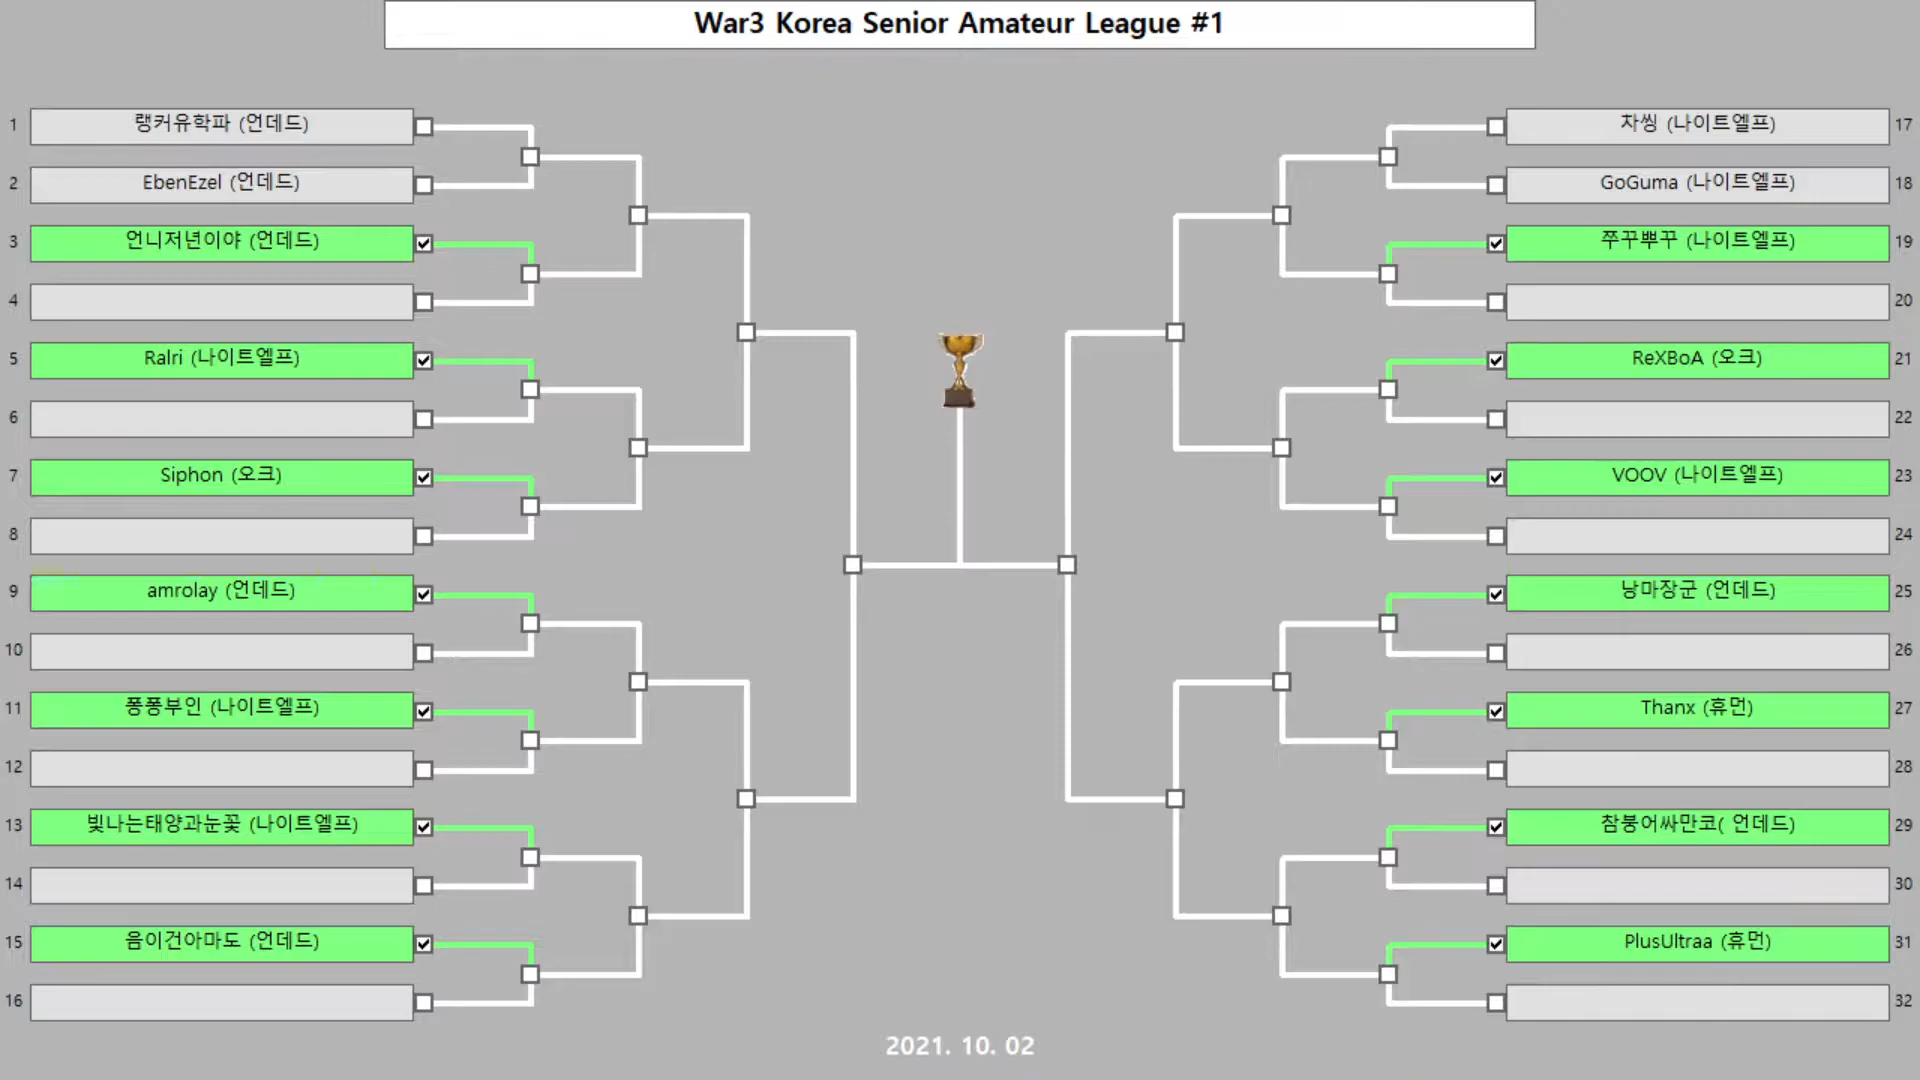 War3 Korea Senior Amateur League #1
1 랭커유학파 (언데드)
2 EbenEzel (언데드)
3 언니저년이야 (언데드)
4
5 Ralri (나이트엘프)
6
7 Siphon (오크)
8
9 amrolay (언데드)
10
11 퐁퐁부인 (나이트엘프)
12
13 빛나는태양과눈꽃 (나이트엘프)
14
15 음이건아마도 (언데드)
16
차씽 (나이트엘프) 17
GoGuma (나이트엘프) 18
쭈꾸뿌꾸 (나이트엘프) 19
20
ReXBoA (오크) 21
22
VOOV (나이트엘프) 23
24
낭마장군 (언데드) 25
26
Thanx (휴먼) 27
28
참붕어싸만코( 언데드) 29
30
PlusUltraa (휴먼) 31
32
2021. 10. 02